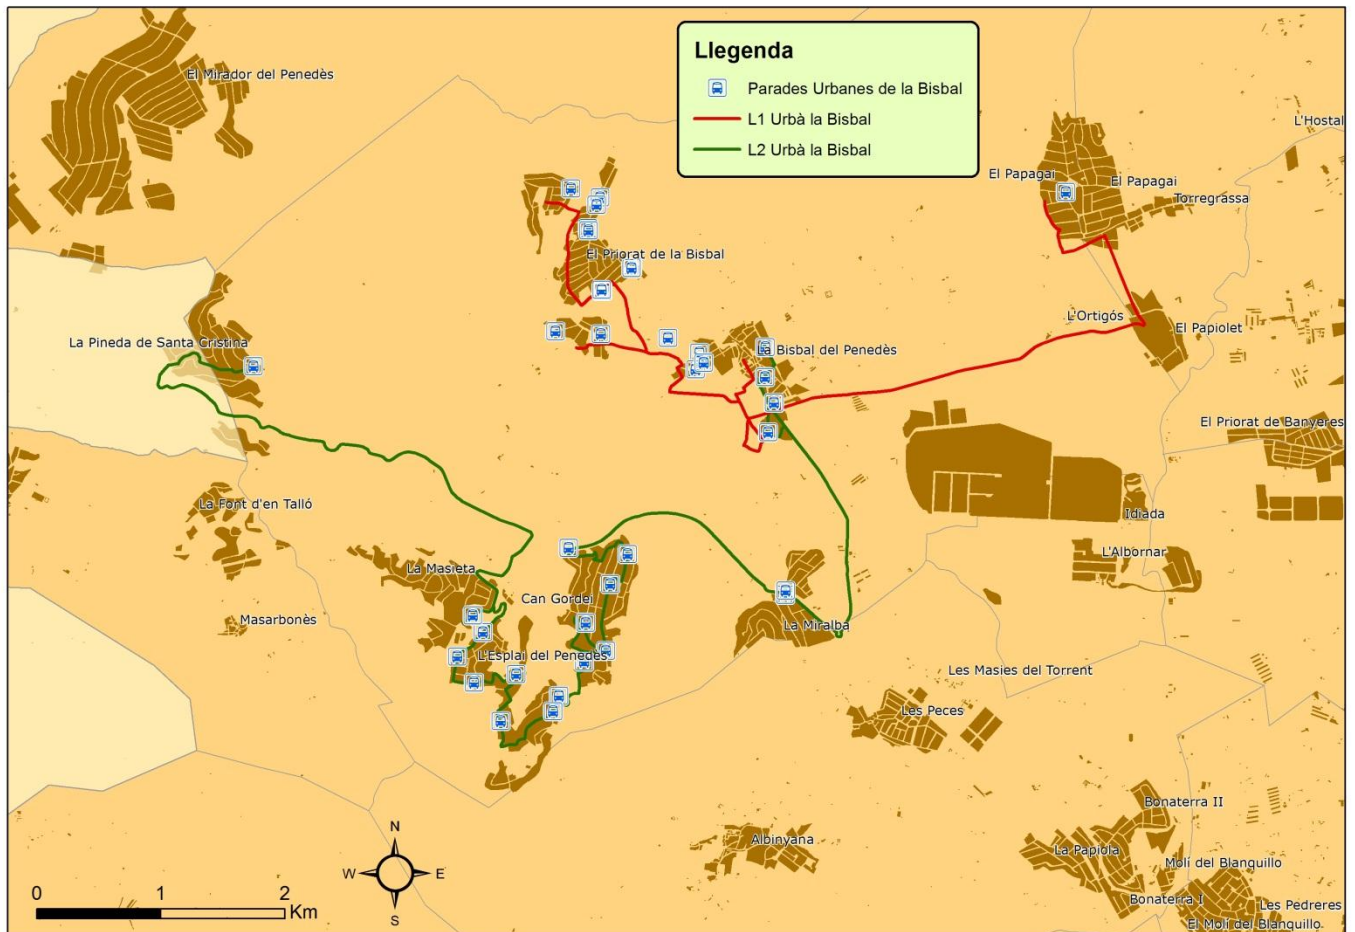 Llegenda
Parades Urbanes de la Bisbal
L1 Urbà la Bisbal
L2 Urbà la Bisbal
El Mirador del Penedès
L'Hostal
El Papagai
El Papagai
Torregrassa
El Priorat de la Bisbal
L'Ortigós
El Papiolet
La Pineda de Santa Cristina
La Bisbal del Penedès
El Priorat de Banyeres
La Font d'en Talló
Idiada
L'Albornar
La Masieta
Can Gordei
Masarbonès
La Miralba
L'Esplai del Penedès
Les Masies del Torrent
Les Peces
Bonaterra II
Albinyana
La Papiola
Molí del Blanquillo
Bonaterra I
Les Pedreres
El Molí del Blanquillo
N
W
E
S
0 1 2
Km